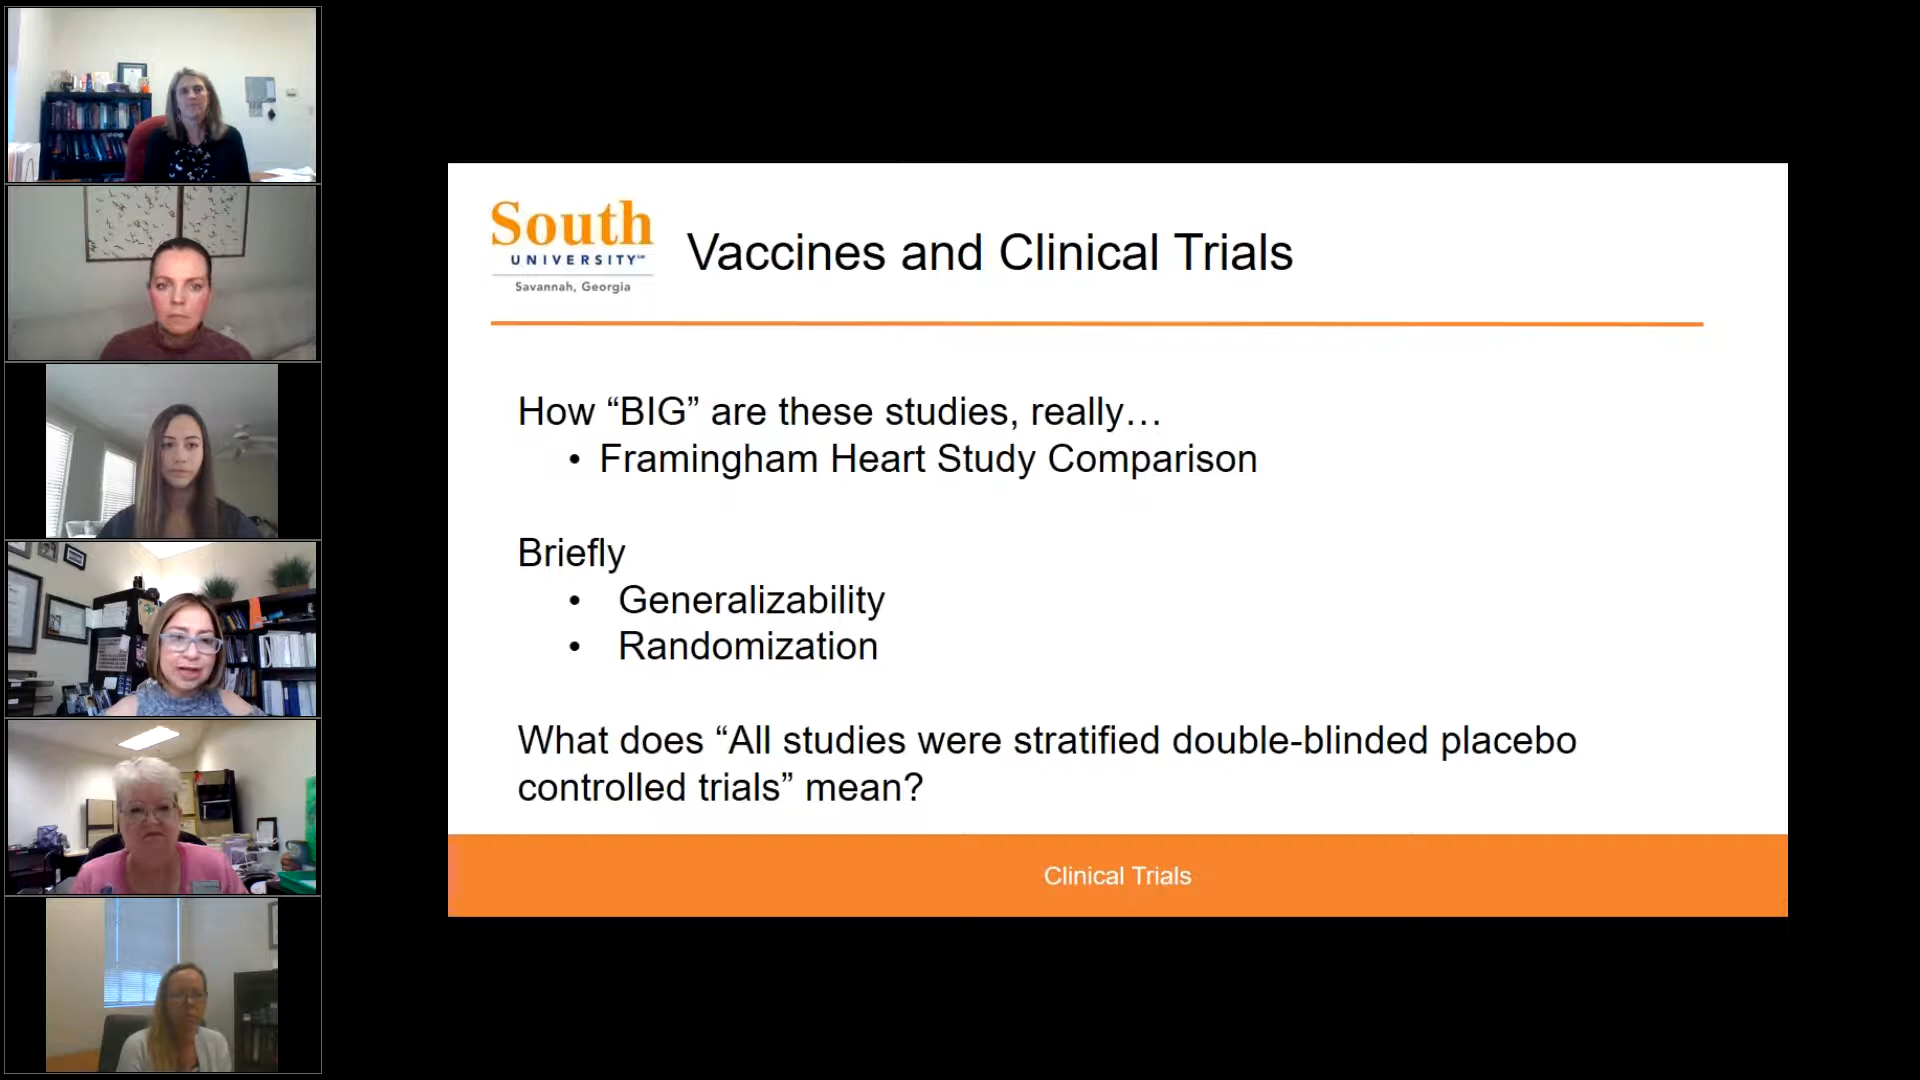 South
UNIVERSITY℠
Savannah, Georgia
Vaccines and Clinical Trials
How “BIG” are these studies, really…
• Framingham Heart Study Comparison
Briefly
• Generalizability
• Randomization
What does “All studies were stratified double-blinded placebo
controlled trials” mean?
Clinical Trials